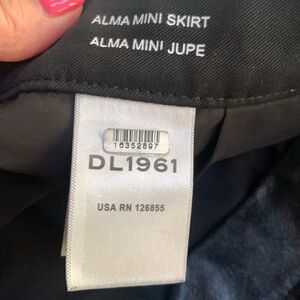 ALMA MINI SKIRT
ALMA MINI JUPE
16352897
DL1961
USA RN 126855